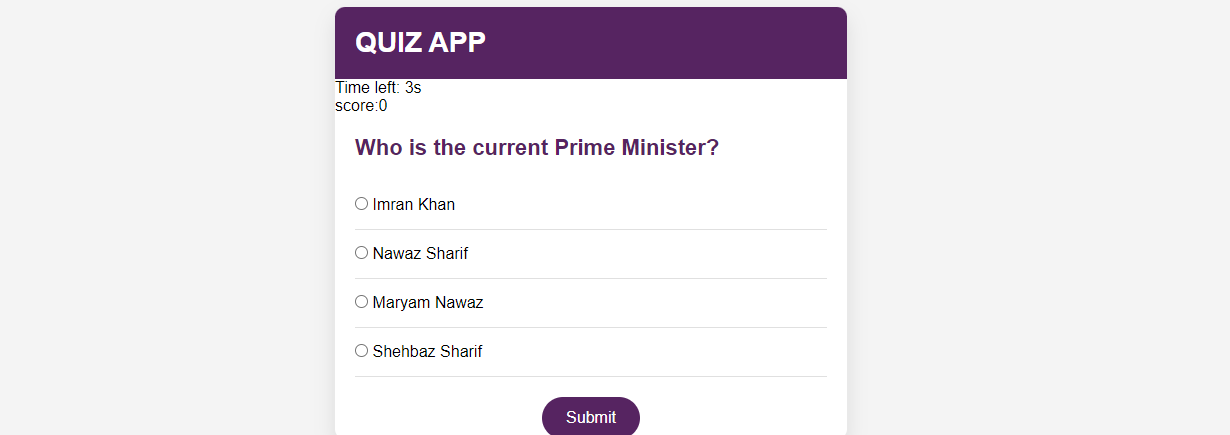 QUIZ APP
Time left: 3s
score:0
Who is the current Prime Minister?
Imran Khan
Nawaz Sharif
Maryam Nawaz
Shehbaz Sharif
Submit